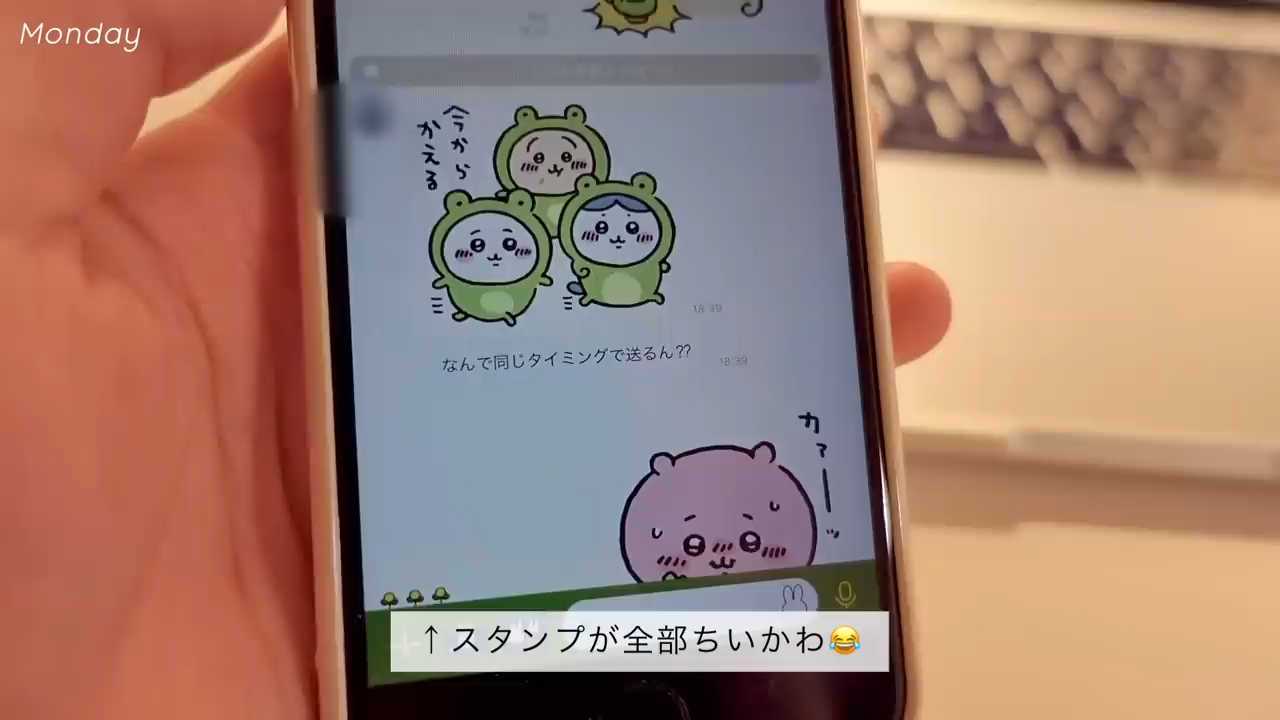 Monday
今から
かえる
18:39
なんで同じタイミングで送るん??
18:39
カァーッ
↑スタンプが全部ちいかわ😂